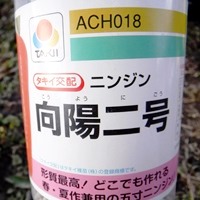 ACH018
タキイ交配 ニンジン
こう よう に ごう
向陽二号
形質最高！どこでも作れる
春・夏作兼用の五寸ニンジン